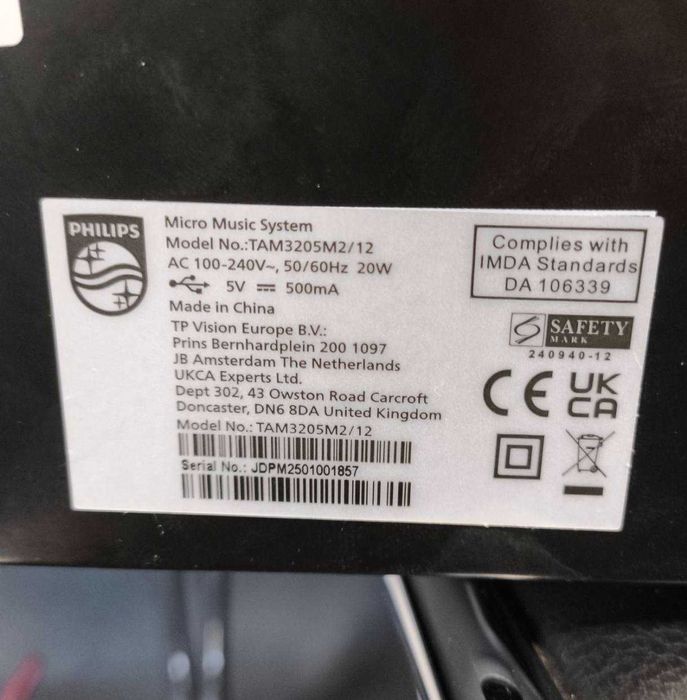 PHILIPS
Micro Music System
Model No.:TAM3205M2/12
AC 100-240V~, 50/60Hz 20W
5V 500mA
Made in China
TP Vision Europe B.V.:
Prins Bernhardplein 200 1097
JB Amsterdam The Netherlands
UKCA Experts Ltd.
Dept 302, 43 Owston Road Carcroft
Doncaster, DN6 8DA United Kingdom
Model No.: TAM3205M2/12
Serial No.: JDPM2501001857
Complies with
IMDA Standards
DA 106339
SAFETY
MARK
240940-12
CE
UK
CA